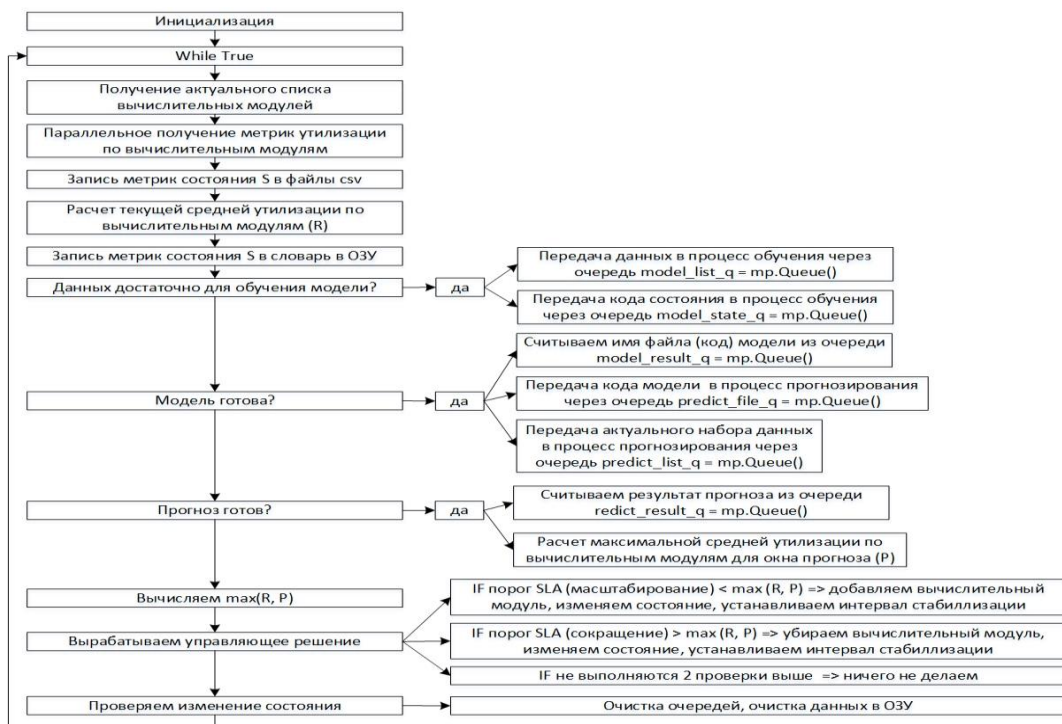 Инициализация
While True
Получение актуального списка
вычислительных модулей
Параллельное получение метрик утилизации
по вычислительным модулям
Запись метрик состояния S в файлы csv
Расчет текущей средней утилизации по
вычислительным модулям (R)
Запись метрик состояния S в словарь в ОЗУ
Данных достаточно для обучения модели?
да
Передача данных в процесс обучения через
очередь model_list_q = mp.Queue()
Передача кода состояния в процесс обучения
через очередь model_state_q = mp.Queue()
Модель готова?
да
Считываем имя файла (код) модели из очереди
model_result_q = mp.Queue()
Передача кода модели в процесс прогнозирования
через очередь predict_file_q = mp.Queue()
Передача актуального набора данных
в процесс прогнозирования через
очередь predict_list_q = mp.Queue()
Прогноз готов?
да
Считываем результат прогноза из очереди
redict_result_q = mp.Queue()
Расчет максимальной средней утилизации по
вычислительным модулям для окна прогноза (P)
Вычисляем max(R, P)
Вырабатываем управляющее решение
IF порог SLA (масштабирование) < max (R, P) => добавляем вычислительный
модуль, изменяем состояние, устанавливаем интервал стабиллизации
IF порог SLA (сокращение) > max (R, P) => убираем вычислительный модуль,
изменяем состояние, устанавливаем интервал стабиллизации
IF не выполняются 2 проверки выше => ничего не делаем
Проверяем изменение состояния
Очистка очередей, очистка данных в ОЗУ